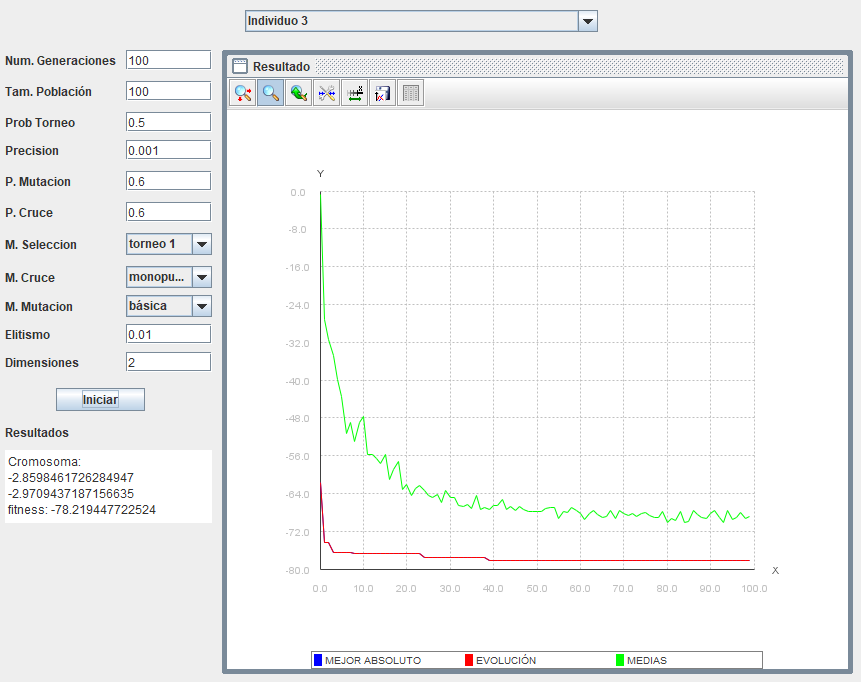 Individuo 3
Num. Generaciones 100
Tam. Población 100
Prob Torneo 0.5
Precision 0.001
P. Mutacion 0.6
P. Cruce 0.6
M. Seleccion torneo 1
M. Cruce monopu...
M. Mutacion básica
Elitismo 0.01
Dimensiones 2
Iniciar
Resultados
Cromosoma:
-2.8598461726284947
-2.9709437187156635
fitness: -78.219447722524
Resultado
Y
0.0
-8.0
-16.0
-24.0
-32.0
-40.0
-48.0
-56.0
-64.0
-72.0
-80.0
X
0.0 10.0 20.0 30.0 40.0 50.0 60.0 70.0 80.0 90.0 100.0
MEJOR ABSOLUTO EVOLUCIÓN MEDIAS